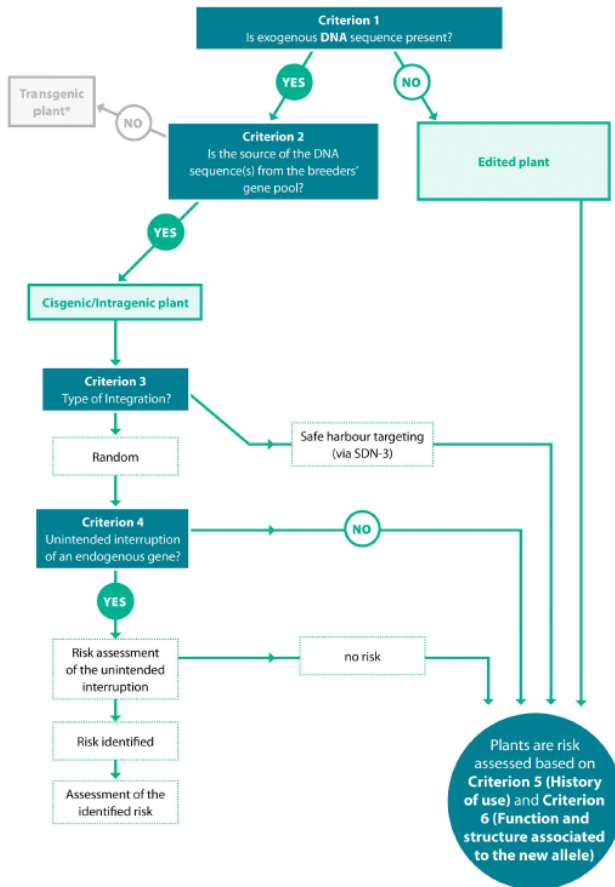 Criterion 1
Is exogenous DNA sequence present?
YES
NO
Transgenic
plant*
NO
Criterion 2
Is the source of the DNA
sequence(s) from the breeders'
gene pool?
Edited plant
YES
Cisgenic/Intragenic plant
Criterion 3
Type of Integration?
Random
Safe harbour targeting
(via SDN-3)
Criterion 4
Unintended interruption
of an endogenous gene?
NO
YES
Risk assessment
of the unintended
interruption
no risk
Risk identified
Assessment of the
identified risk
Plants are risk
assessed based on
Criterion 5 (History
of use) and Criterion
6 (Function and
structure associated
to the new allele)